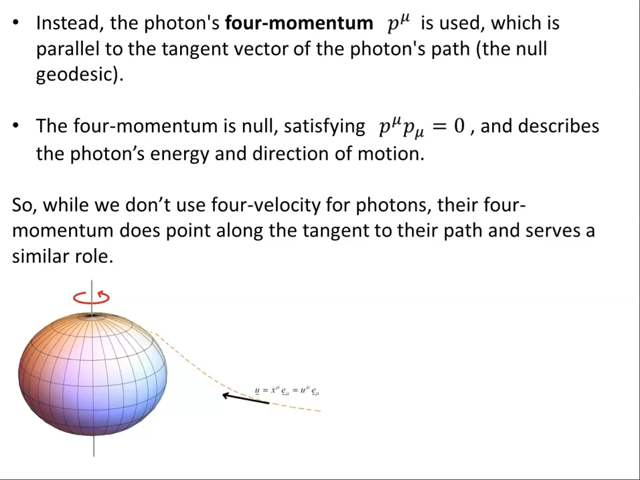 • Instead, the photon's four-momentum p^μ is used, which is
parallel to the tangent vector of the photon's path (the null
geodesic).
• The four-momentum is null, satisfying p^μ p_μ = 0 , and describes
the photon’s energy and direction of motion.
So, while we don’t use four-velocity for photons, their four-
momentum does point along the tangent to their path and serves a
similar role.
u = ẋ^μ e_μ = u^μ e_μ